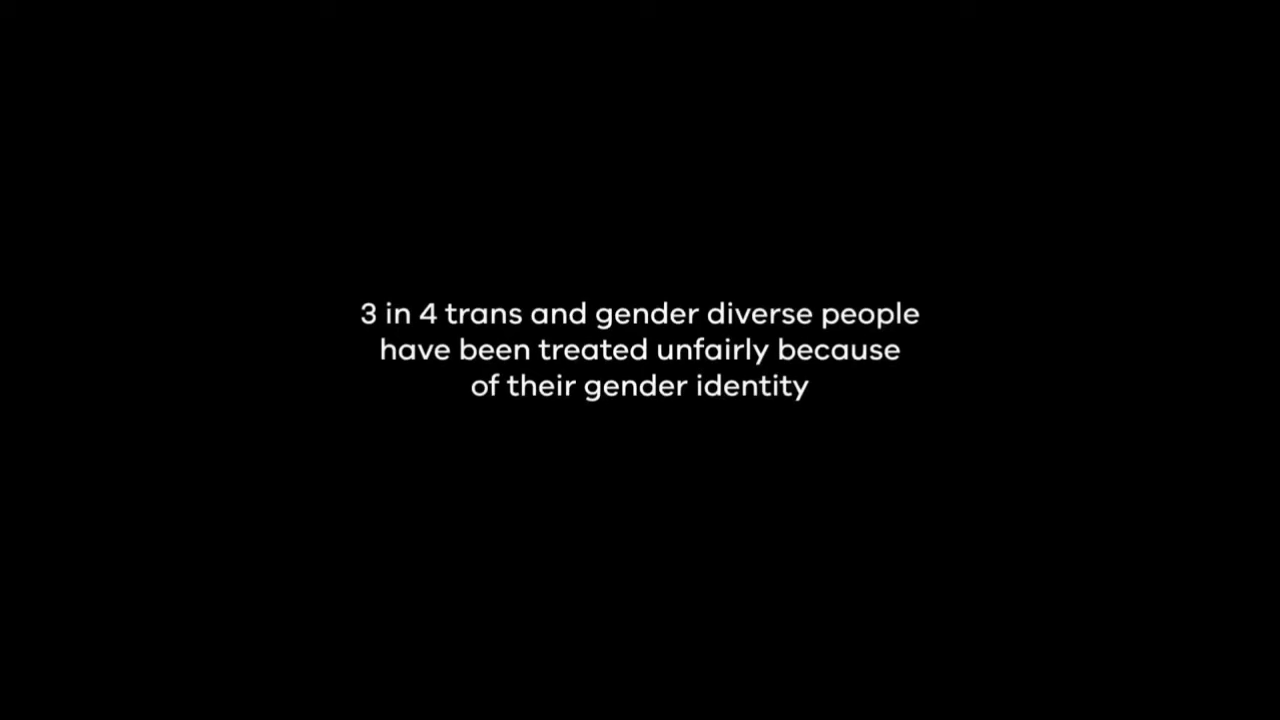 3 in 4 trans and gender diverse people
have been treated unfairly because
of their gender identity